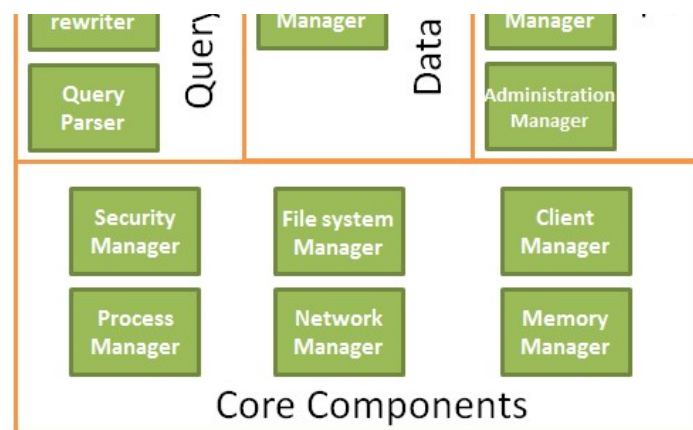 rewriter
Query
Parser
Query
Manager
Data
Manager
Administration
Manager
Security
Manager
File system
Manager
Client
Manager
Process
Manager
Network
Manager
Memory
Manager
Core Components